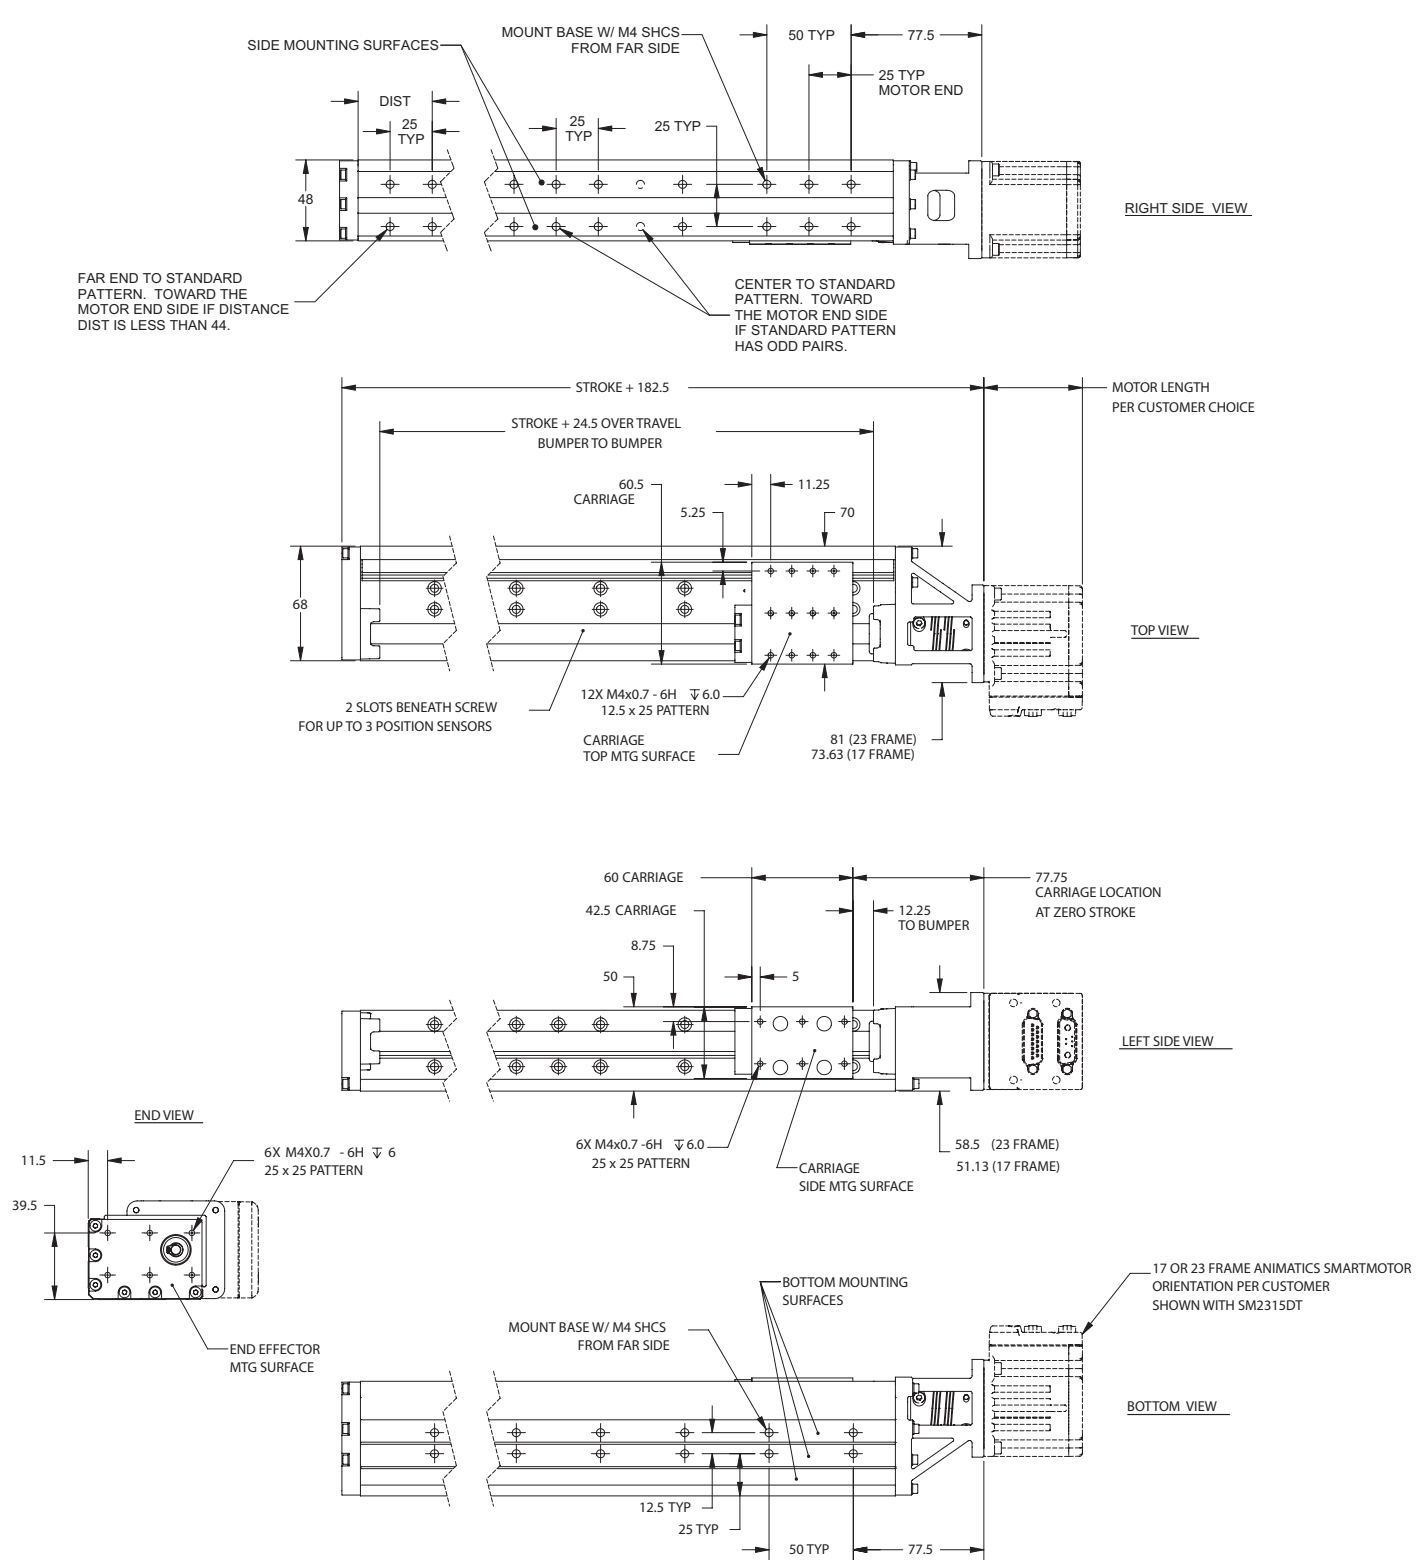 SIDE MOUNTING SURFACES
MOUNT BASE W/ M4 SHCS
FROM FAR SIDE
50 TYP
77.5
25 TYP
MOTOR END
DIST
25
TYP
25
TYP
25 TYP
48
RIGHT SIDE VIEW
FAR END TO STANDARD
PATTERN. TOWARD THE
MOTOR END SIDE IF DISTANCE
DIST IS LESS THAN 44.
CENTER TO STANDARD
PATTERN. TOWARD
THE MOTOR END SIDE
IF STANDARD PATTERN
HAS ODD PAIRS.
STROKE + 182.5
MOTOR LENGTH
PER CUSTOMER CHOICE
STROKE + 24.5 OVER TRAVEL
BUMPER TO BUMPER
60.5
CARRIAGE
11.25
5.25
70
68
TOP VIEW
2 SLOTS BENEATH SCREW
FOR UP TO 3 POSITION SENSORS
12X M4x0.7 - 6H ↧ 6.0
12.5 x 25 PATTERN
CARRIAGE
TOP MTG SURFACE
81 (23 FRAME)
73.63 (17 FRAME)
60 CARRIAGE
77.75
CARRIAGE LOCATION
AT ZERO STROKE
42.5 CARRIAGE
12.25
TO BUMPER
8.75
50
5
LEFT SIDE VIEW
6X M4x0.7 -6H ↧ 6.0
25 x 25 PATTERN
CARRIAGE
SIDE MTG SURFACE
58.5 (23 FRAME)
51.13 (17 FRAME)
END VIEW
11.5
6X M4X0.7 - 6H ↧ 6
25 x 25 PATTERN
39.5
END EFFECTOR
MTG SURFACE
BOTTOM MOUNTING
SURFACES
MOUNT BASE W/ M4 SHCS
FROM FAR SIDE
17 OR 23 FRAME ANIMATICS SMARTMOTOR
ORIENTATION PER CUSTOMER
SHOWN WITH SM2315DT
BOTTOM VIEW
12.5 TYP
25 TYP
50 TYP
77.5